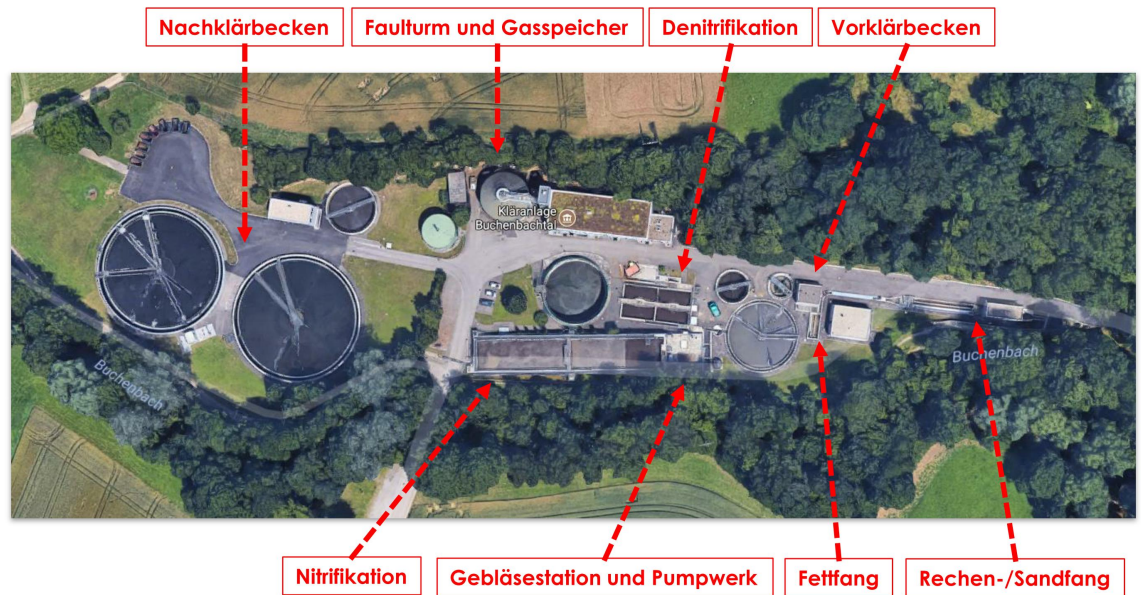 Nachklärbecken
Faulturm und Gasspeicher
Denitrifikation
Vorklärbecken
Kläranlage
Buchenbachtal
Buchenbach
Buchenbach
Nitrifikation
Gebläsestation und Pumpwerk
Fettfang
Rechen-/Sandfang